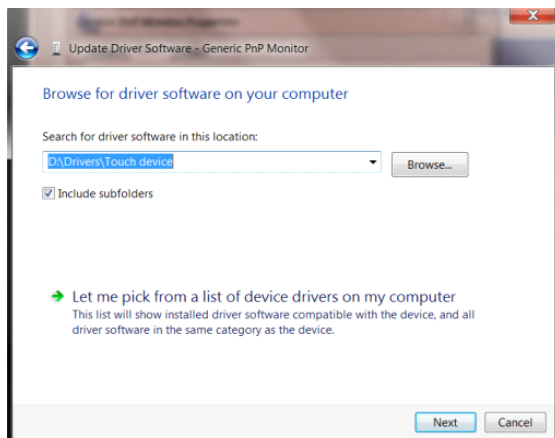 Update Driver Software - Generic PnP Monitor
Browse for driver software on your computer
Search for driver software in this location:
D:\Drivers\Touch device
Browse...
Include subfolders
Let me pick from a list of device drivers on my computer
This list will show installed driver software compatible with the device, and all
driver software in the same category as the device.
Next
Cancel